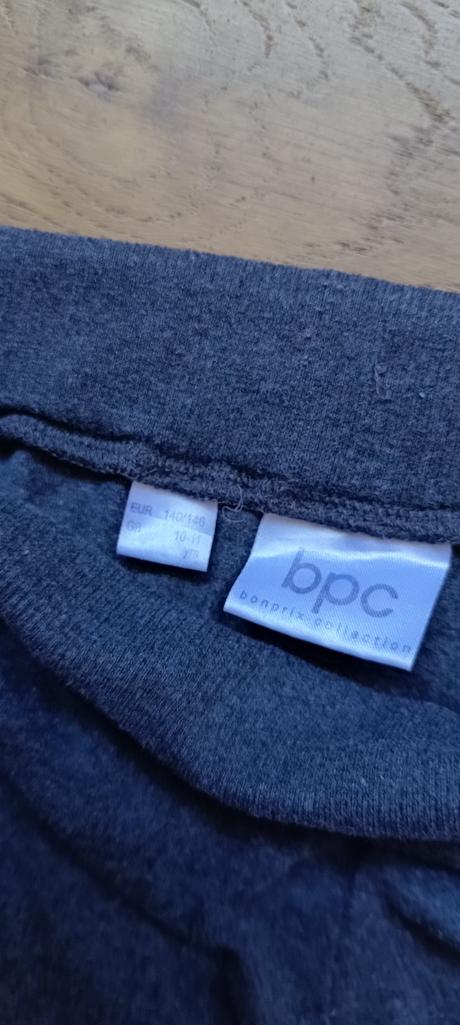 EUR 140/146
GB 10-11
yrs
bpc
bonprix collection